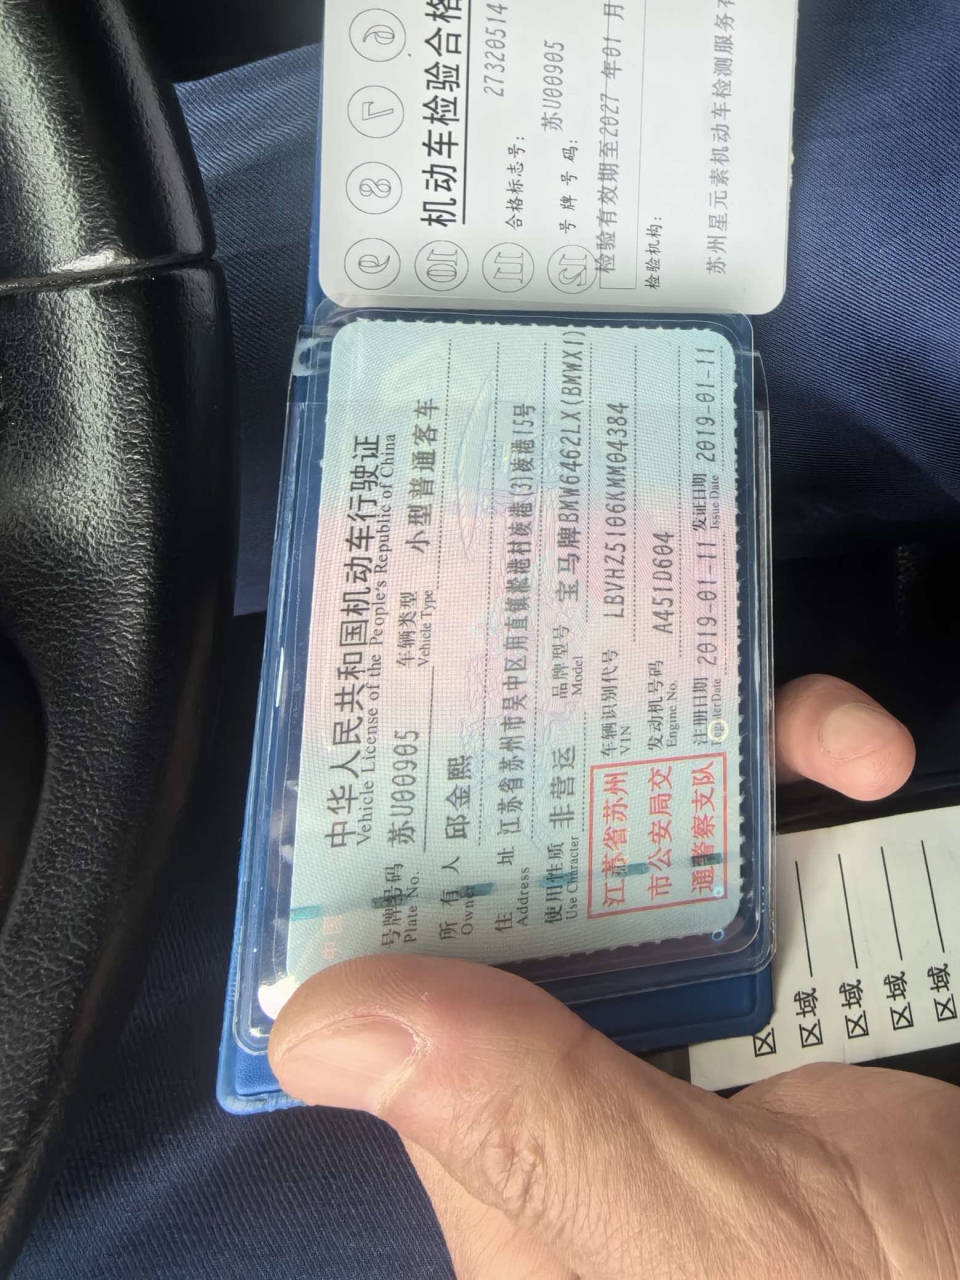 机动车检验合格
合格标志号: 27320514
号牌号码: 苏U00905
检验有效期至2027 年01 月
检验机构:
苏州星元素机动车检测服务有
9 8 7 6
10
11
12
中华人民共和国机动车行驶证
Vehicle License of the People's Republic of China
号牌号码 苏U00905 车辆类型 小型普通客车
Plate No. Vehicle Type
所有人 邱金熙
Owner
住址 江苏省苏州市吴中区甪直镇淞港村凌港(3)凌港15号
Address
使用性质 非营运 品牌型号 宝马牌BMW6462LX(BMWX1)
Use Character Model
江苏省苏州
市公安局交
通警察支队
车辆识别代号 LBVHZ5106KMM04384
VIN
发动机号码 A451D604
Engine No.
注册日期 2019-01-11 发证日期 2019-01-11
Register Date Issue Date
区域
区域
区域
区域